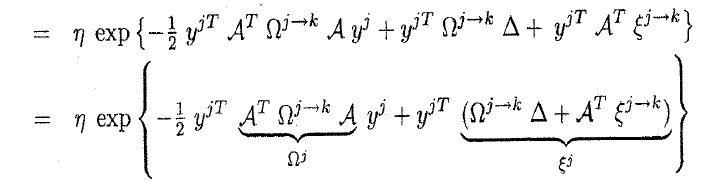 = η exp {−½ y^{jT} A^T Ω^{j→k} A y^j + y^{jT} Ω^{j→k} Δ + y^{jT} A^T ξ^{j→k}}
= η exp {−½ y^{jT} (A^T Ω^{j→k} A)_{Ω^j} y^j + y^{jT} (Ω^{j→k} Δ + A^T ξ^{j→k})_{ξ^j}}